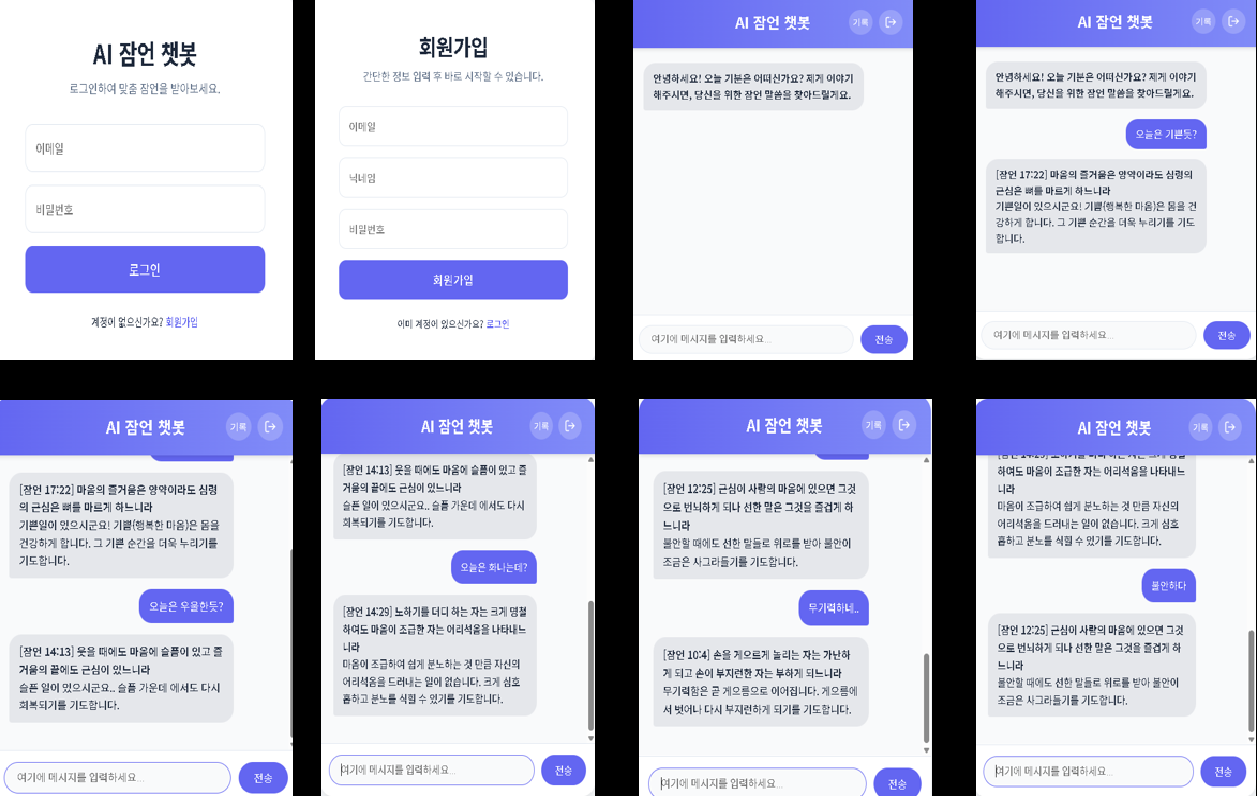 AI 잠언 챗봇
로그인하여 맞춤 잠언을 받아보세요.
이메일
비밀번호
로그인
계정이 없으신가요? 회원가입
회원가입
간단한 정보 입력 후 바로 시작할 수 있습니다.
이메일
닉네임
비밀번호
회원가입
이미 계정이 있으신가요? 로그인
AI 잠언 챗봇
기록
안녕하세요! 오늘 기분은 어떠신가요? 제게 이야기
해주시면, 당신을 위한 잠언 말씀을 찾아드릴게요.
여기에 메시지를 입력하세요...
전송
AI 잠언 챗봇
기록
안녕하세요! 오늘 기분은 어떠신가요? 제게 이야기
해주시면, 당신을 위한 잠언 말씀을 찾아드릴게요.
오늘은 기쁜듯?
[잠언 17:22] 마음의 즐거움은 양약이라도 심령의
근심은 뼈를 마르게 하느니라
기쁜일이 있으시군요! 기쁨(행복한 마음)은 몸을 건
강하게 합니다. 그 기쁜 순간을 더욱 누리기를 기도
합니다.
여기에 메시지를 입력하세요...
전송
AI 잠언 챗봇
기록
[잠언 17:22] 마음의 즐거움은 양약이라도 심령
의 근심은 뼈를 마르게 하느니라
기쁜일이 있으시군요! 기쁨(행복한 마음)은 몸을
건강하게 합니다. 그 기쁜 순간을 더욱 누리기를
기도합니다.
오늘은 우울한듯?
[잠언 14:13] 웃을 때에도 마음에 슬픔이 있고 즐
거움의 끝에도 근심이 있느니라
슬픈 일이 있으시군요.. 슬픔 가운데 에서도 다시
회복되기를 기도합니다.
여기에 메시지를 입력하세요...
전송
AI 잠언 챗봇
기록
[잠언 14:13] 웃을 때에도 마음에 슬픔이 있고 즐
거움의 끝에도 근심이 있느니라
슬픈 일이 있으시군요.. 슬픔 가운데 에서도 다시
회복되기를 기도합니다.
오늘은 화나는데?
[잠언 14:29] 노하기를 더디 하는 자는 크게 명철
하여도 마음이 조급한 자는 어리석음을 나타내느
니라
마음이 조급하여 쉽게 분노하는 것 만큼 자신의
어리석음을 드러내는 일이 없습니다. 크게 심호
흡하고 분노를 식힐 수 있기를 기도합니다.
여기에 메시지를 입력하세요...
전송
AI 잠언 챗봇
기록
[잠언 12:25] 근심이 사람의 마음에 있으면 그것
으로 번뇌하게 되나 선한 말은 그것을 즐겁게 하
느니라
불안할 때에도 선한 말들로 위로를 받아 불안이
조금은 사그라들기를 기도합니다.
무기력하네..
[잠언 10:4] 손을 게으르게 놀리는 자는 가난하
게 되고 손이 부지런한 자는 부하게 되느니라
무기력함은 곧 게으름으로 이어집니다. 게으름에
서 벗어나 다시 부지런하게 되기를 기도합니다.
여기에 메시지를 입력하세요...
전송
AI 잠언 챗봇
기록
하여도 마음이 조급한 자는 어리석음을 나타내느
니라
마음이 조급하여 쉽게 분노하는 것 만큼 자신의
어리석음을 드러내는 일이 없습니다. 크게 심호
흡하고 분노를 식힐 수 있기를 기도합니다.
불안하다
[잠언 12:25] 근심이 사람의 마음에 있으면 그것
으로 번뇌하게 되나 선한 말은 그것을 즐겁게 하
느니라
불안할 때에도 선한 말들로 위로를 받아 불안이
조금은 사그라들기를 기도합니다.
여기에 메시지를 입력하세요...
전송